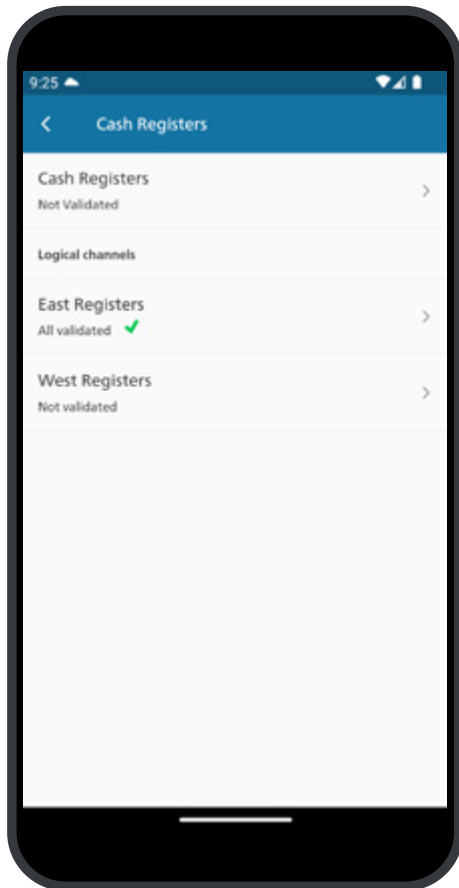 9:25
Cash Registers
Cash Registers
Not Validated
Logical channels
East Registers
All validated
West Registers
Not validated